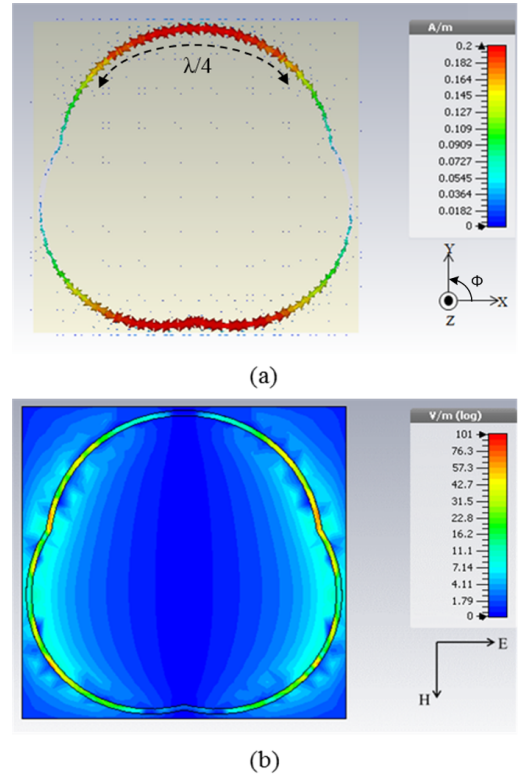 A/m
λ/4
0.2
0.182
0.164
0.145
0.127
0.109
0.0909
0.0727
0.0545
0.0364
0.0182
0
Y
Φ
X
Z
(a)
V/m (log)
101
76.3
57.3
42.7
31.5
22.8
16.2
11.1
7.14
4.11
1.79
0
E
H
(b)